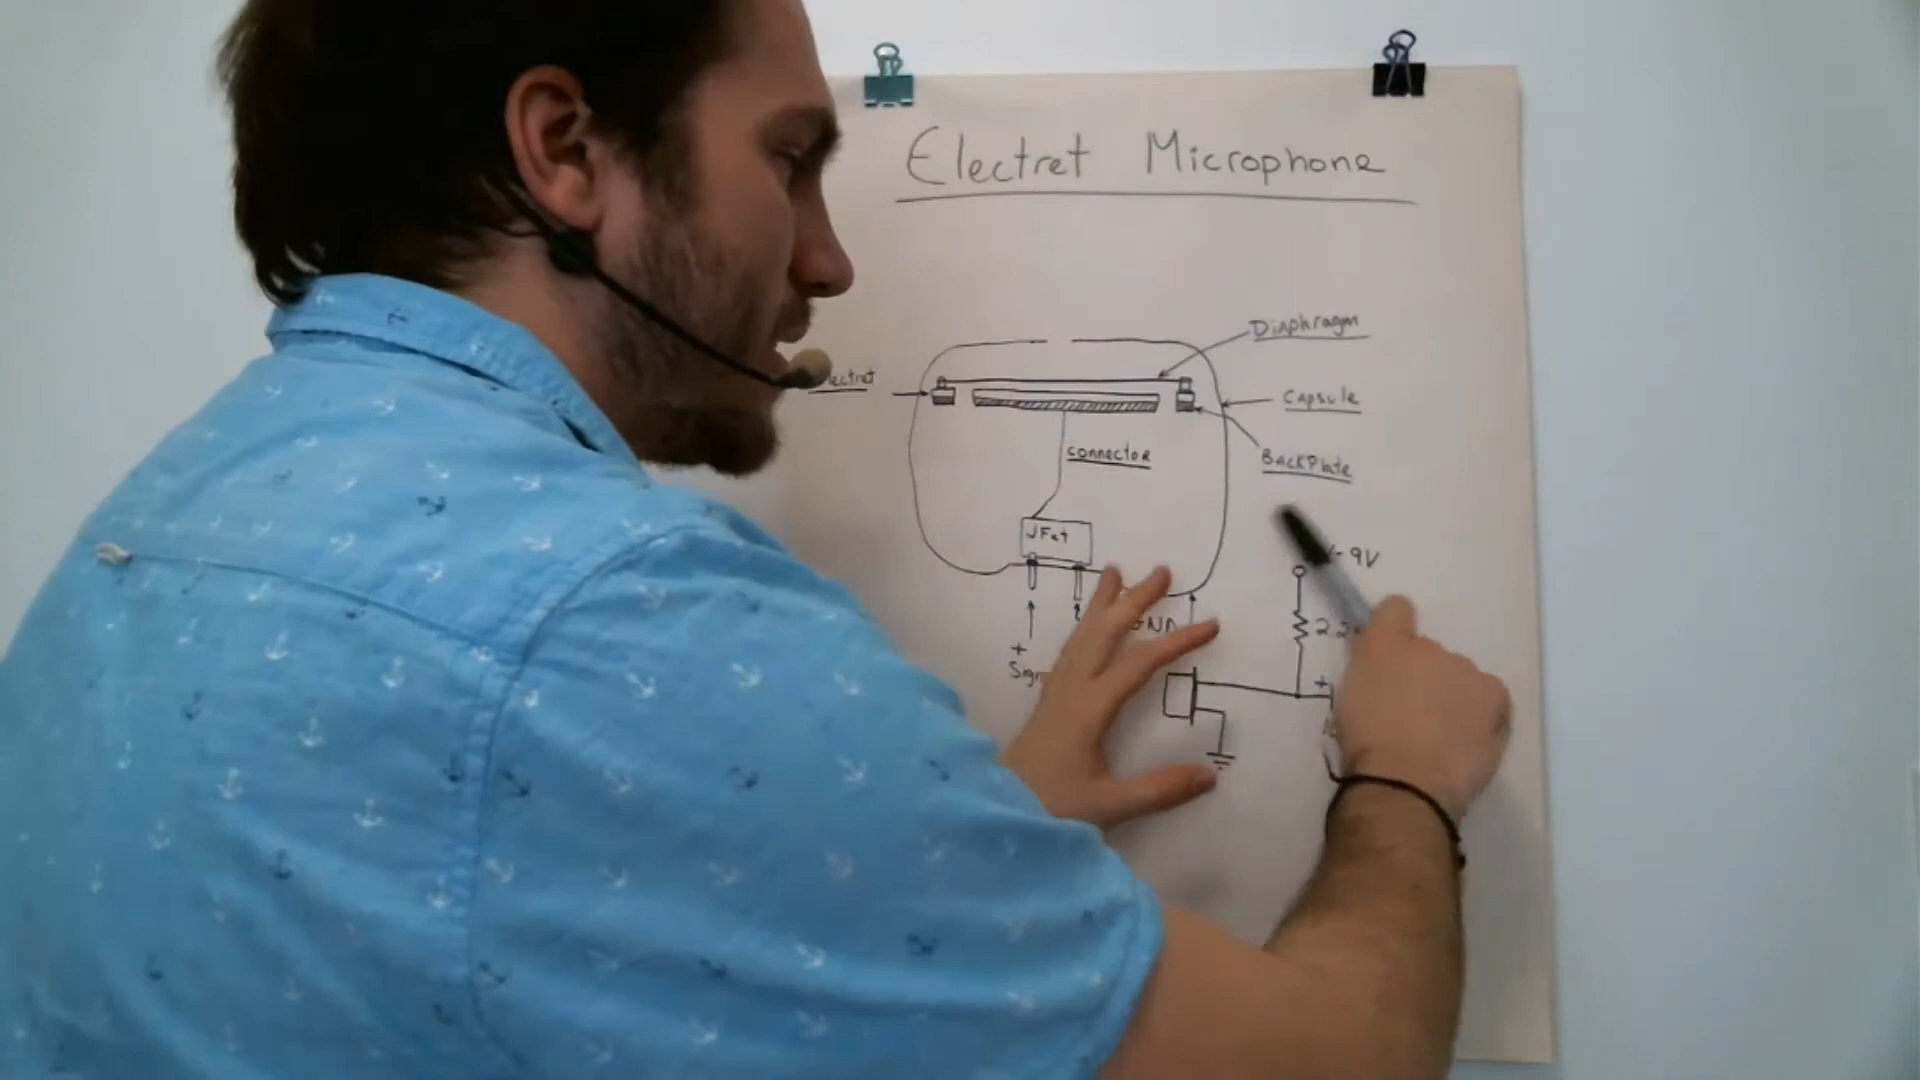 Electret Microphone
Diaphragm
Capsule
connector
BackPlate
JFet
9V
GND
+
+